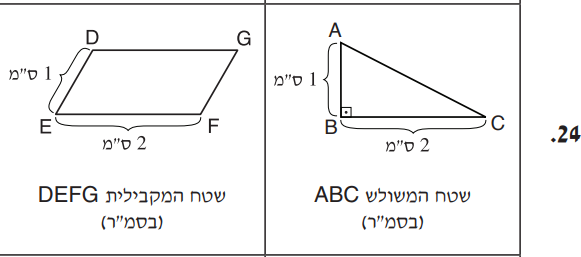 .24
A
1 ס"מ
B
C
2 ס"מ
שטח המשולש ABC
(בסמ"ר)
D
G
1 ס"מ
E
F
2 ס"מ
שטח המקבילית DEFG
(בסמ"ר)